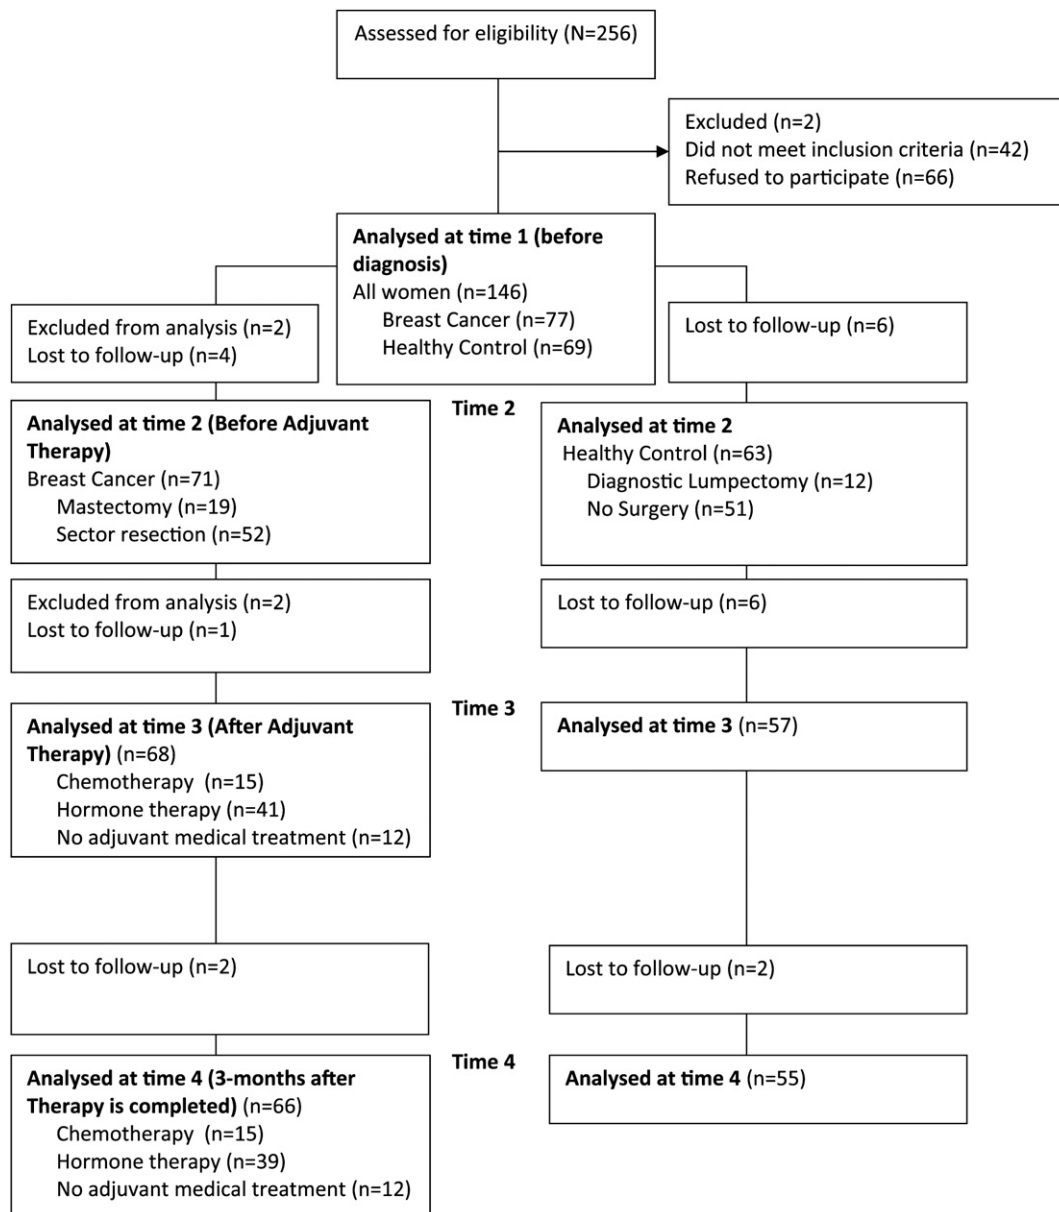 Assessed for eligibility (N=256)
Excluded (n=2)
Did not meet inclusion criteria (n=42)
Refused to participate (n=66)
Analysed at time 1 (before
diagnosis)
All women (n=146)
Breast Cancer (n=77)
Healthy Control (n=69)
Excluded from analysis (n=2)
Lost to follow-up (n=4)
Lost to follow-up (n=6)
Time 2
Analysed at time 2 (Before Adjuvant
Therapy)
Breast Cancer (n=71)
Mastectomy (n=19)
Sector resection (n=52)
Analysed at time 2
Healthy Control (n=63)
Diagnostic Lumpectomy (n=12)
No Surgery (n=51)
Excluded from analysis (n=2)
Lost to follow-up (n=1)
Lost to follow-up (n=6)
Time 3
Analysed at time 3 (After Adjuvant
Therapy) (n=68)
Chemotherapy (n=15)
Hormone therapy (n=41)
No adjuvant medical treatment (n=12)
Analysed at time 3 (n=57)
Lost to follow-up (n=2)
Lost to follow-up (n=2)
Time 4
Analysed at time 4 (3-months after
Therapy is completed) (n=66)
Chemotherapy (n=15)
Hormone therapy (n=39)
No adjuvant medical treatment (n=12)
Analysed at time 4 (n=55)